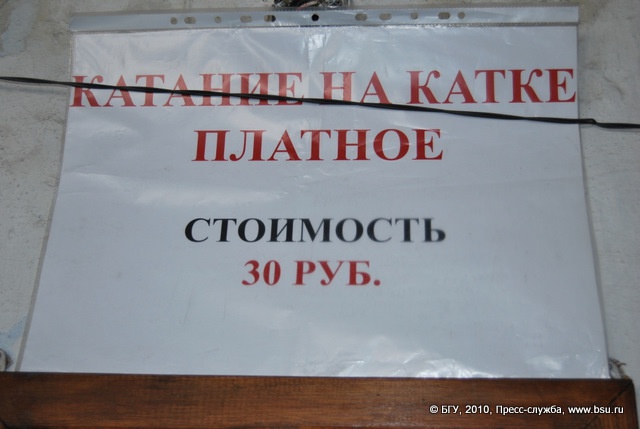 КАТАНИЕ НА КАТКЕ
ПЛАТНОЕ
СТОИМОСТЬ
30 РУБ.
© БГУ, 2010, Пресс-служба, www.bsu.ru